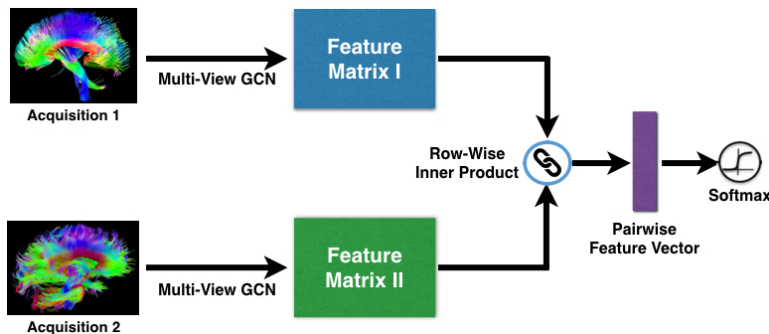 Acquisition 1
Multi-View GCN
Feature
Matrix I
Row-Wise
Inner Product
Pairwise
Feature Vector
Softmax
Acquisition 2
Multi-View GCN
Feature
Matrix II